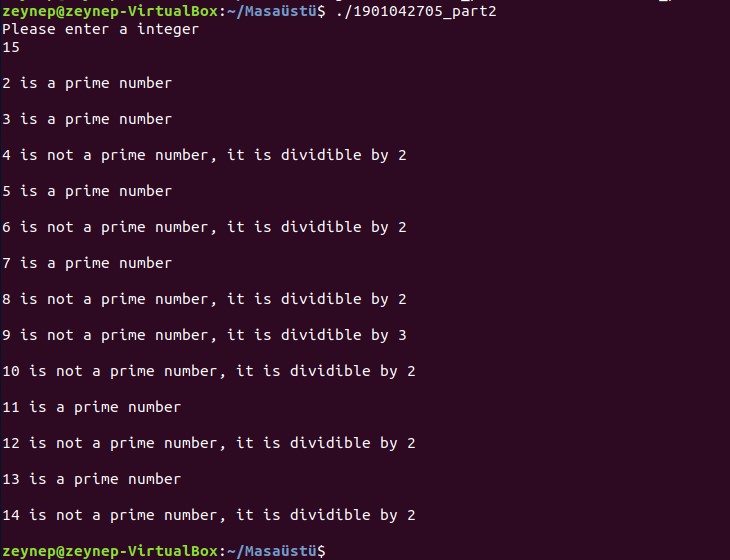 zeynep@zeynep-VirtualBox:~/Masaüstü$ ./1901042705_part2
Please enter a integer
15
2 is a prime number
3 is a prime number
4 is not a prime number, it is dividible by 2
5 is a prime number
6 is not a prime number, it is dividible by 2
7 is a prime number
8 is not a prime number, it is dividible by 2
9 is not a prime number, it is dividible by 3
10 is not a prime number, it is dividible by 2
11 is a prime number
12 is not a prime number, it is dividible by 2
13 is a prime number
14 is not a prime number, it is dividible by 2
zeynep@zeynep-VirtualBox:~/Masaüstü$